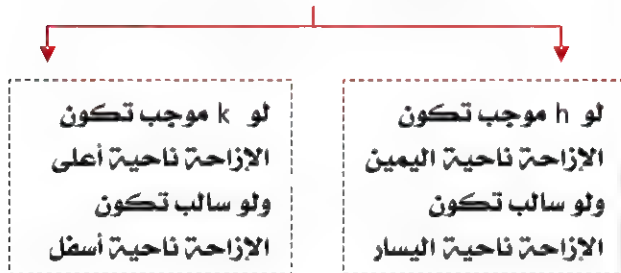 لو h موجب تكون
الإزاحة ناحية اليمين
ولو سالب تكون
الإزاحة ناحية اليسار
لو k موجب تكون
الإزاحة ناحية أعلى
ولو سالب تكون
الإزاحة ناحية أسفل